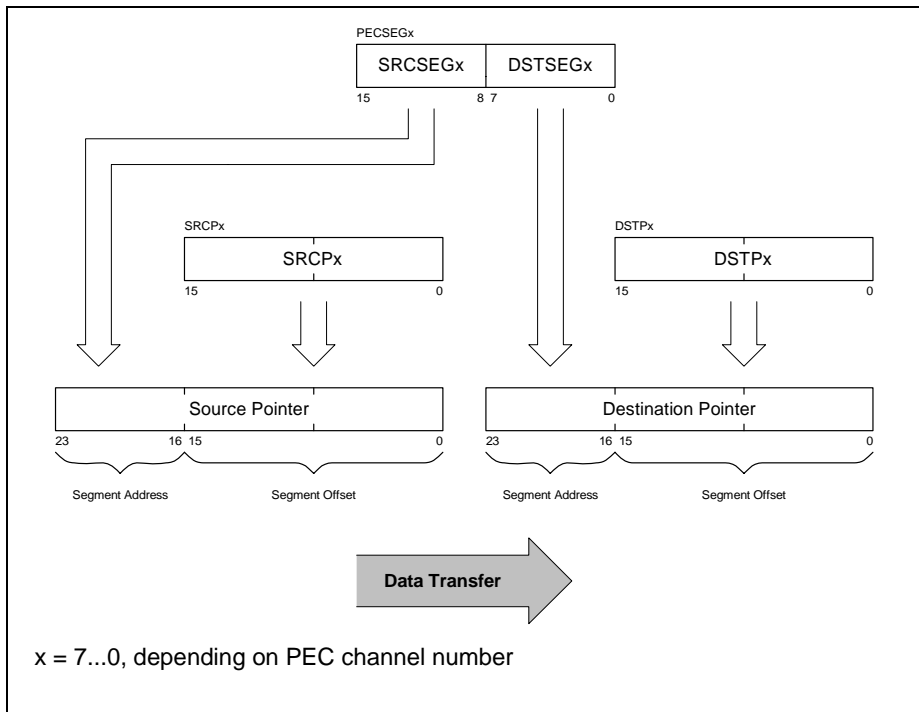 PECSEGx
SRCSEGx DSTSEGx
15 8 7 0
SRCPx DSTPx
SRCPx DSTPx
15 0 15 0
Source Pointer Destination Pointer
23 16 15 0 23 16 15 0
Segment Address Segment Offset Segment Address Segment Offset
Data Transfer
x = 7...0, depending on PEC channel number